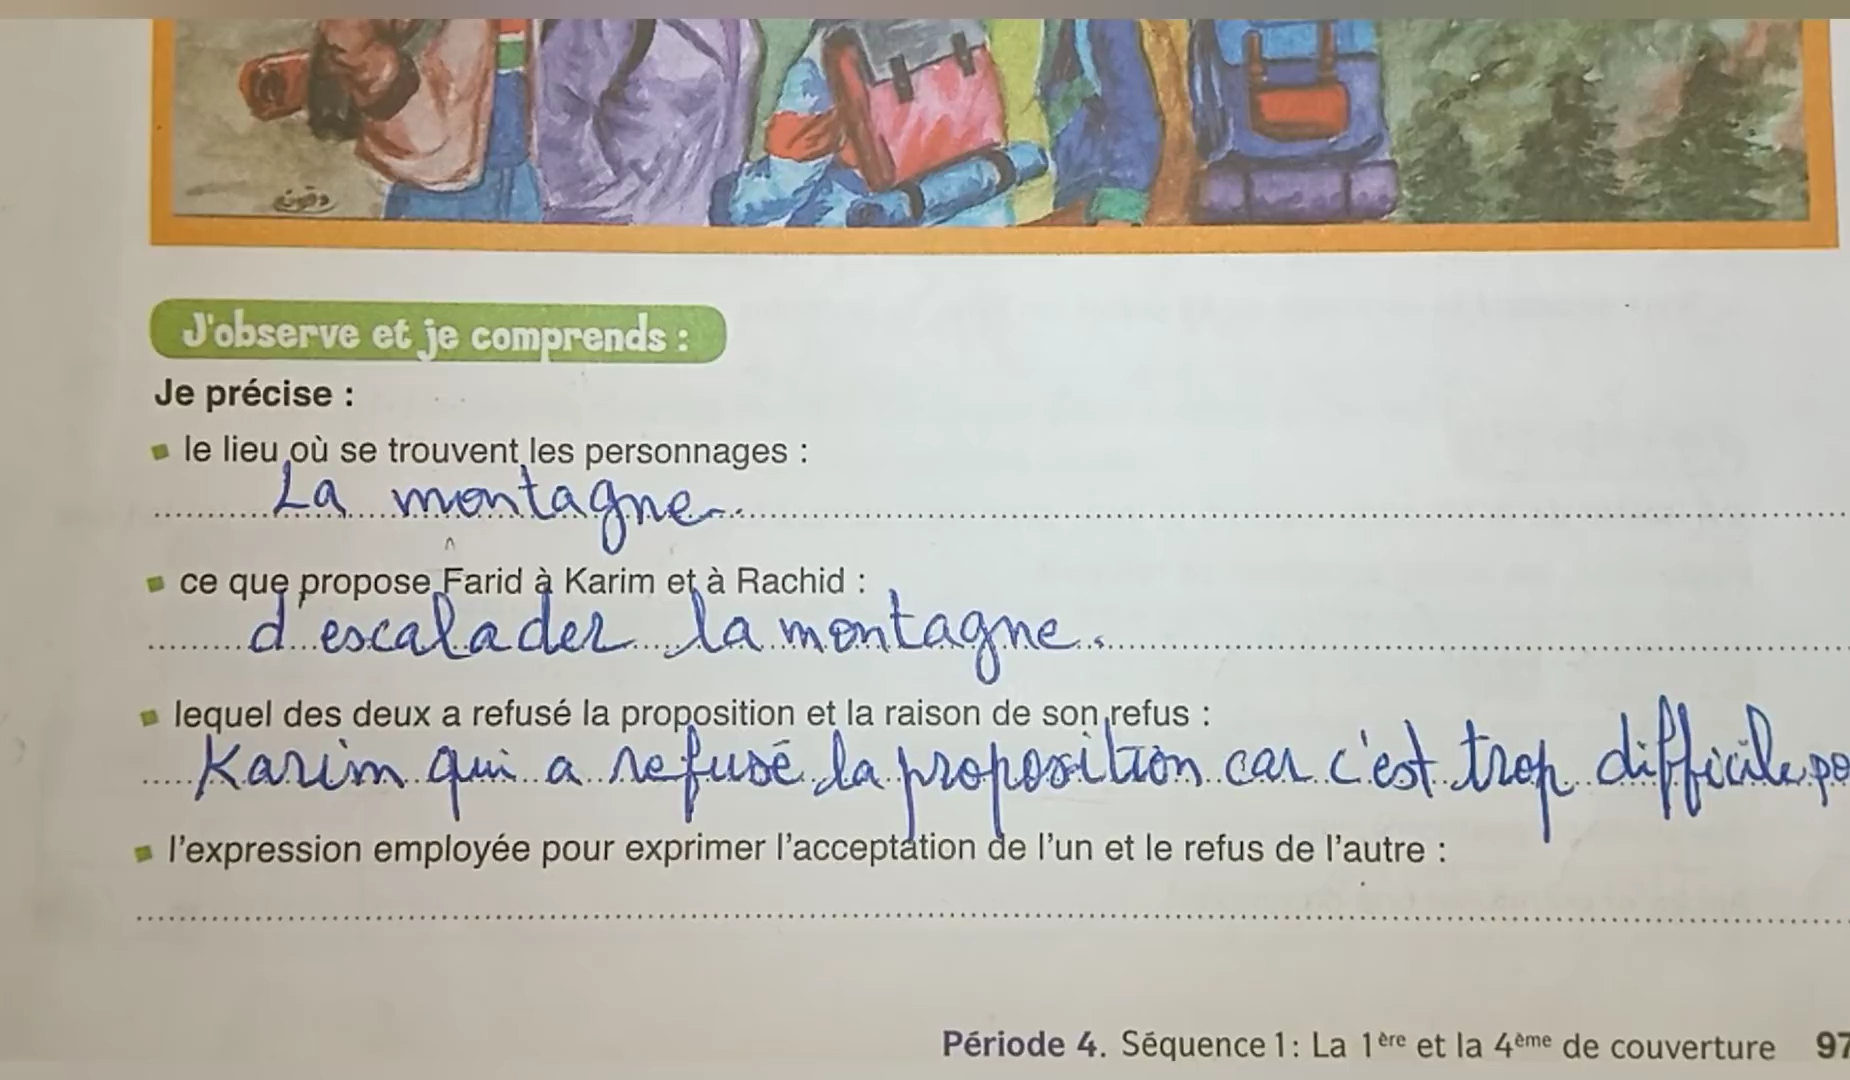 J'observe et je comprends :
Je précise :
le lieu où se trouvent les personnages :
La montagne.
ce que propose Farid à Karim et à Rachid :
d'escalader la montagne.
lequel des deux a refusé la proposition et la raison de son refus :
Karim qui a refusé la proposition car c'est trop difficile po
l'expression employée pour exprimer l'acceptation de l'un et le refus de l'autre :
Période 4. Séquence 1 : La 1ère et la 4ème de couverture 97